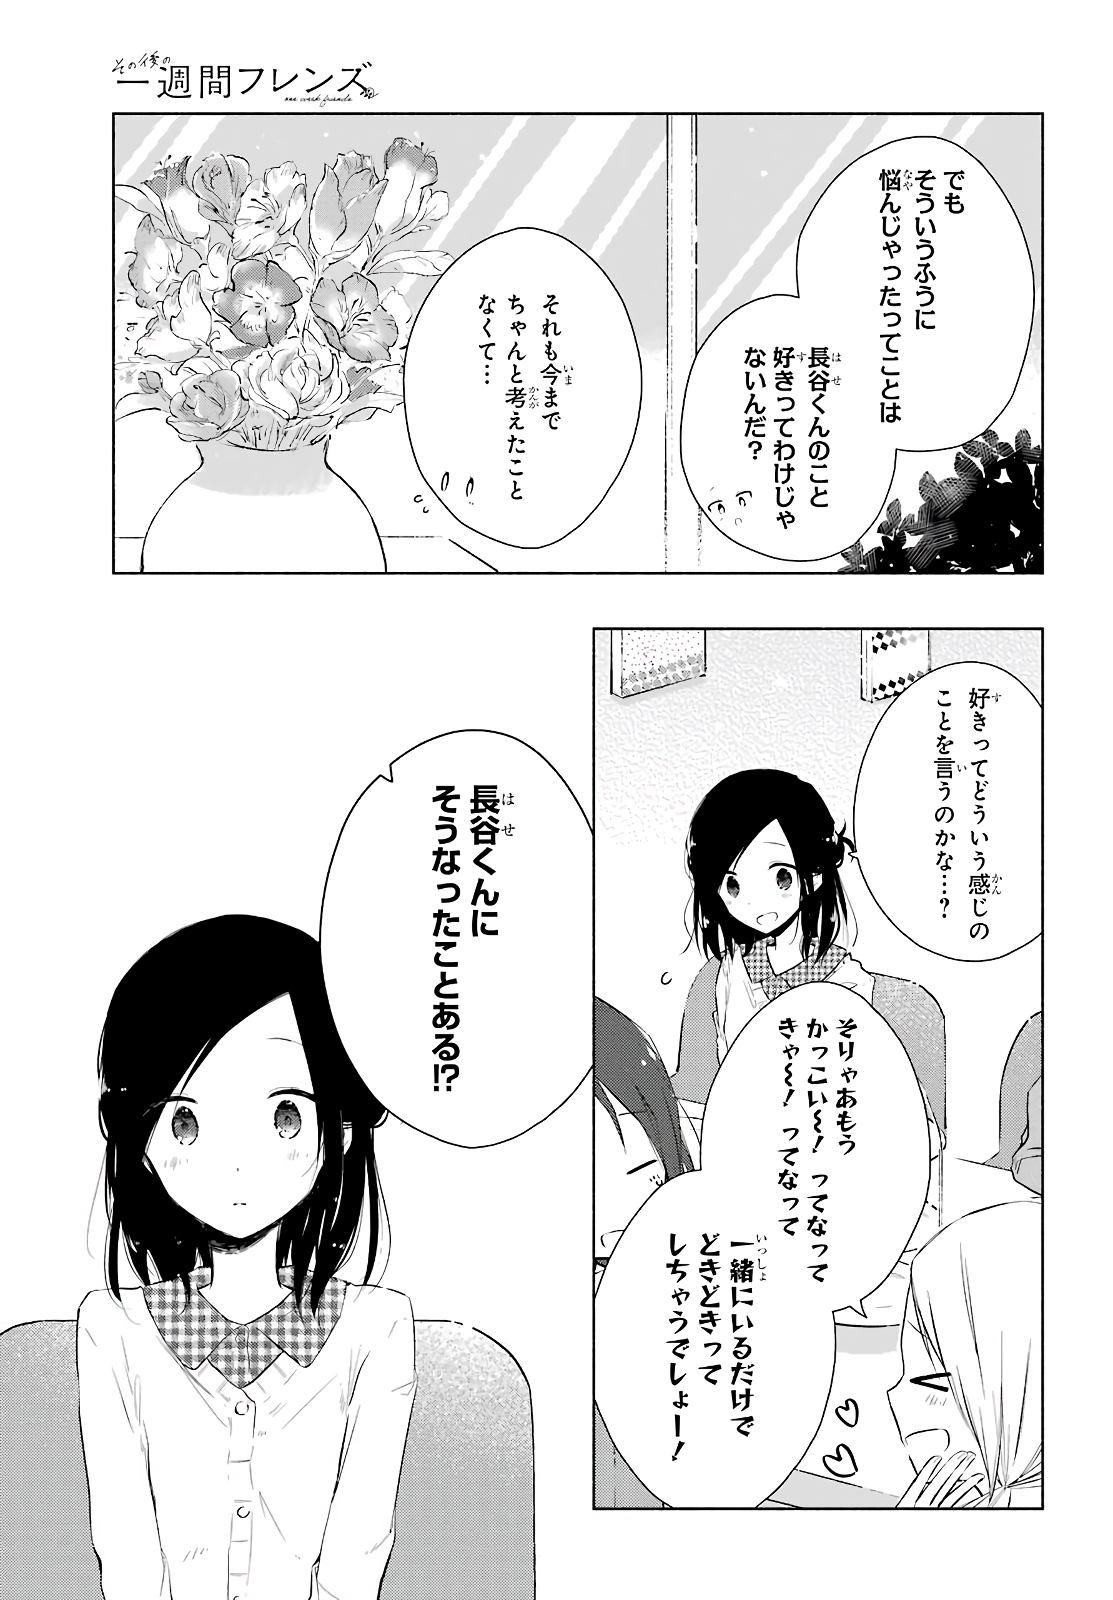 その後の
一週間フレンズ。
one week friends
でも
そういうふうに
悩んじゃったってことは
長谷くんのこと
好きってわけじゃ
ないんだ？
それも今まで
ちゃんと考えたこと
なくて…
好きってどういう感じの
ことを言うのかな…？
そりゃあもう
かっこい〜！ってなって
きゃ〜！ってなって
一緒にいるだけで
どきどきって
しちゃうでしょー！
長谷くんに
そうなったことある!?